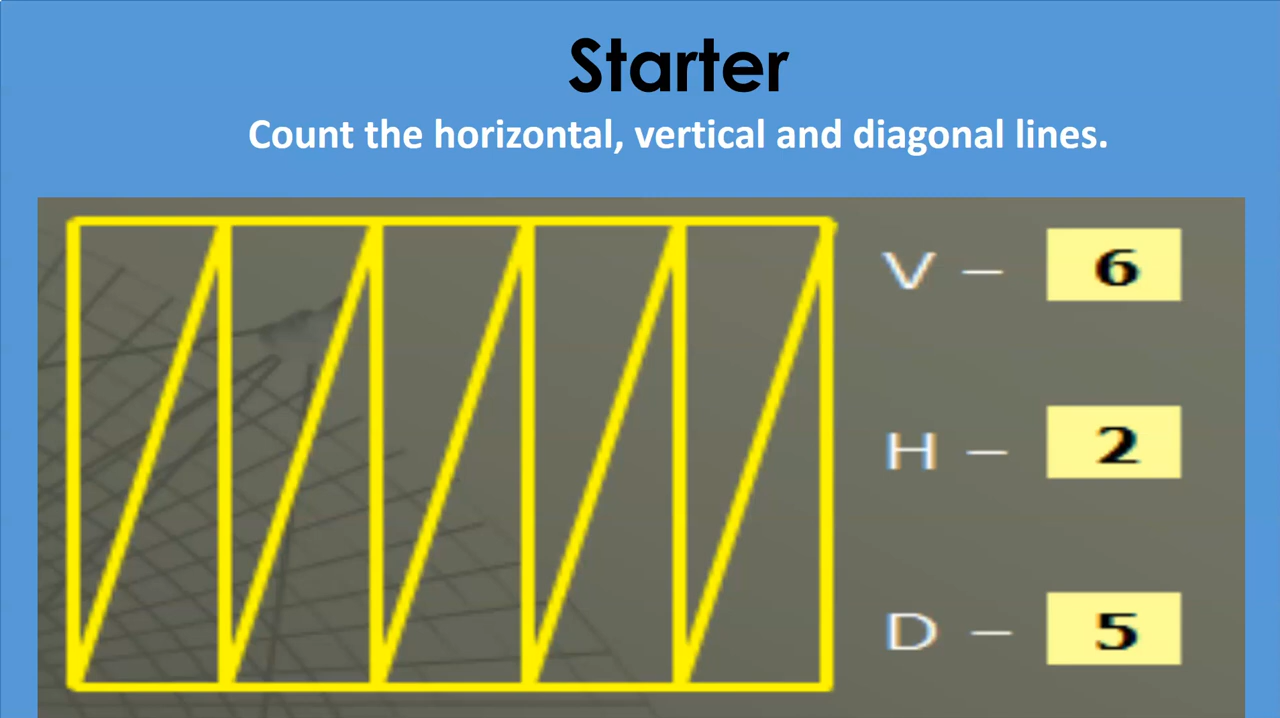 Starter
Count the horizontal, vertical and diagonal lines.
V – 6
H – 2
D – 5